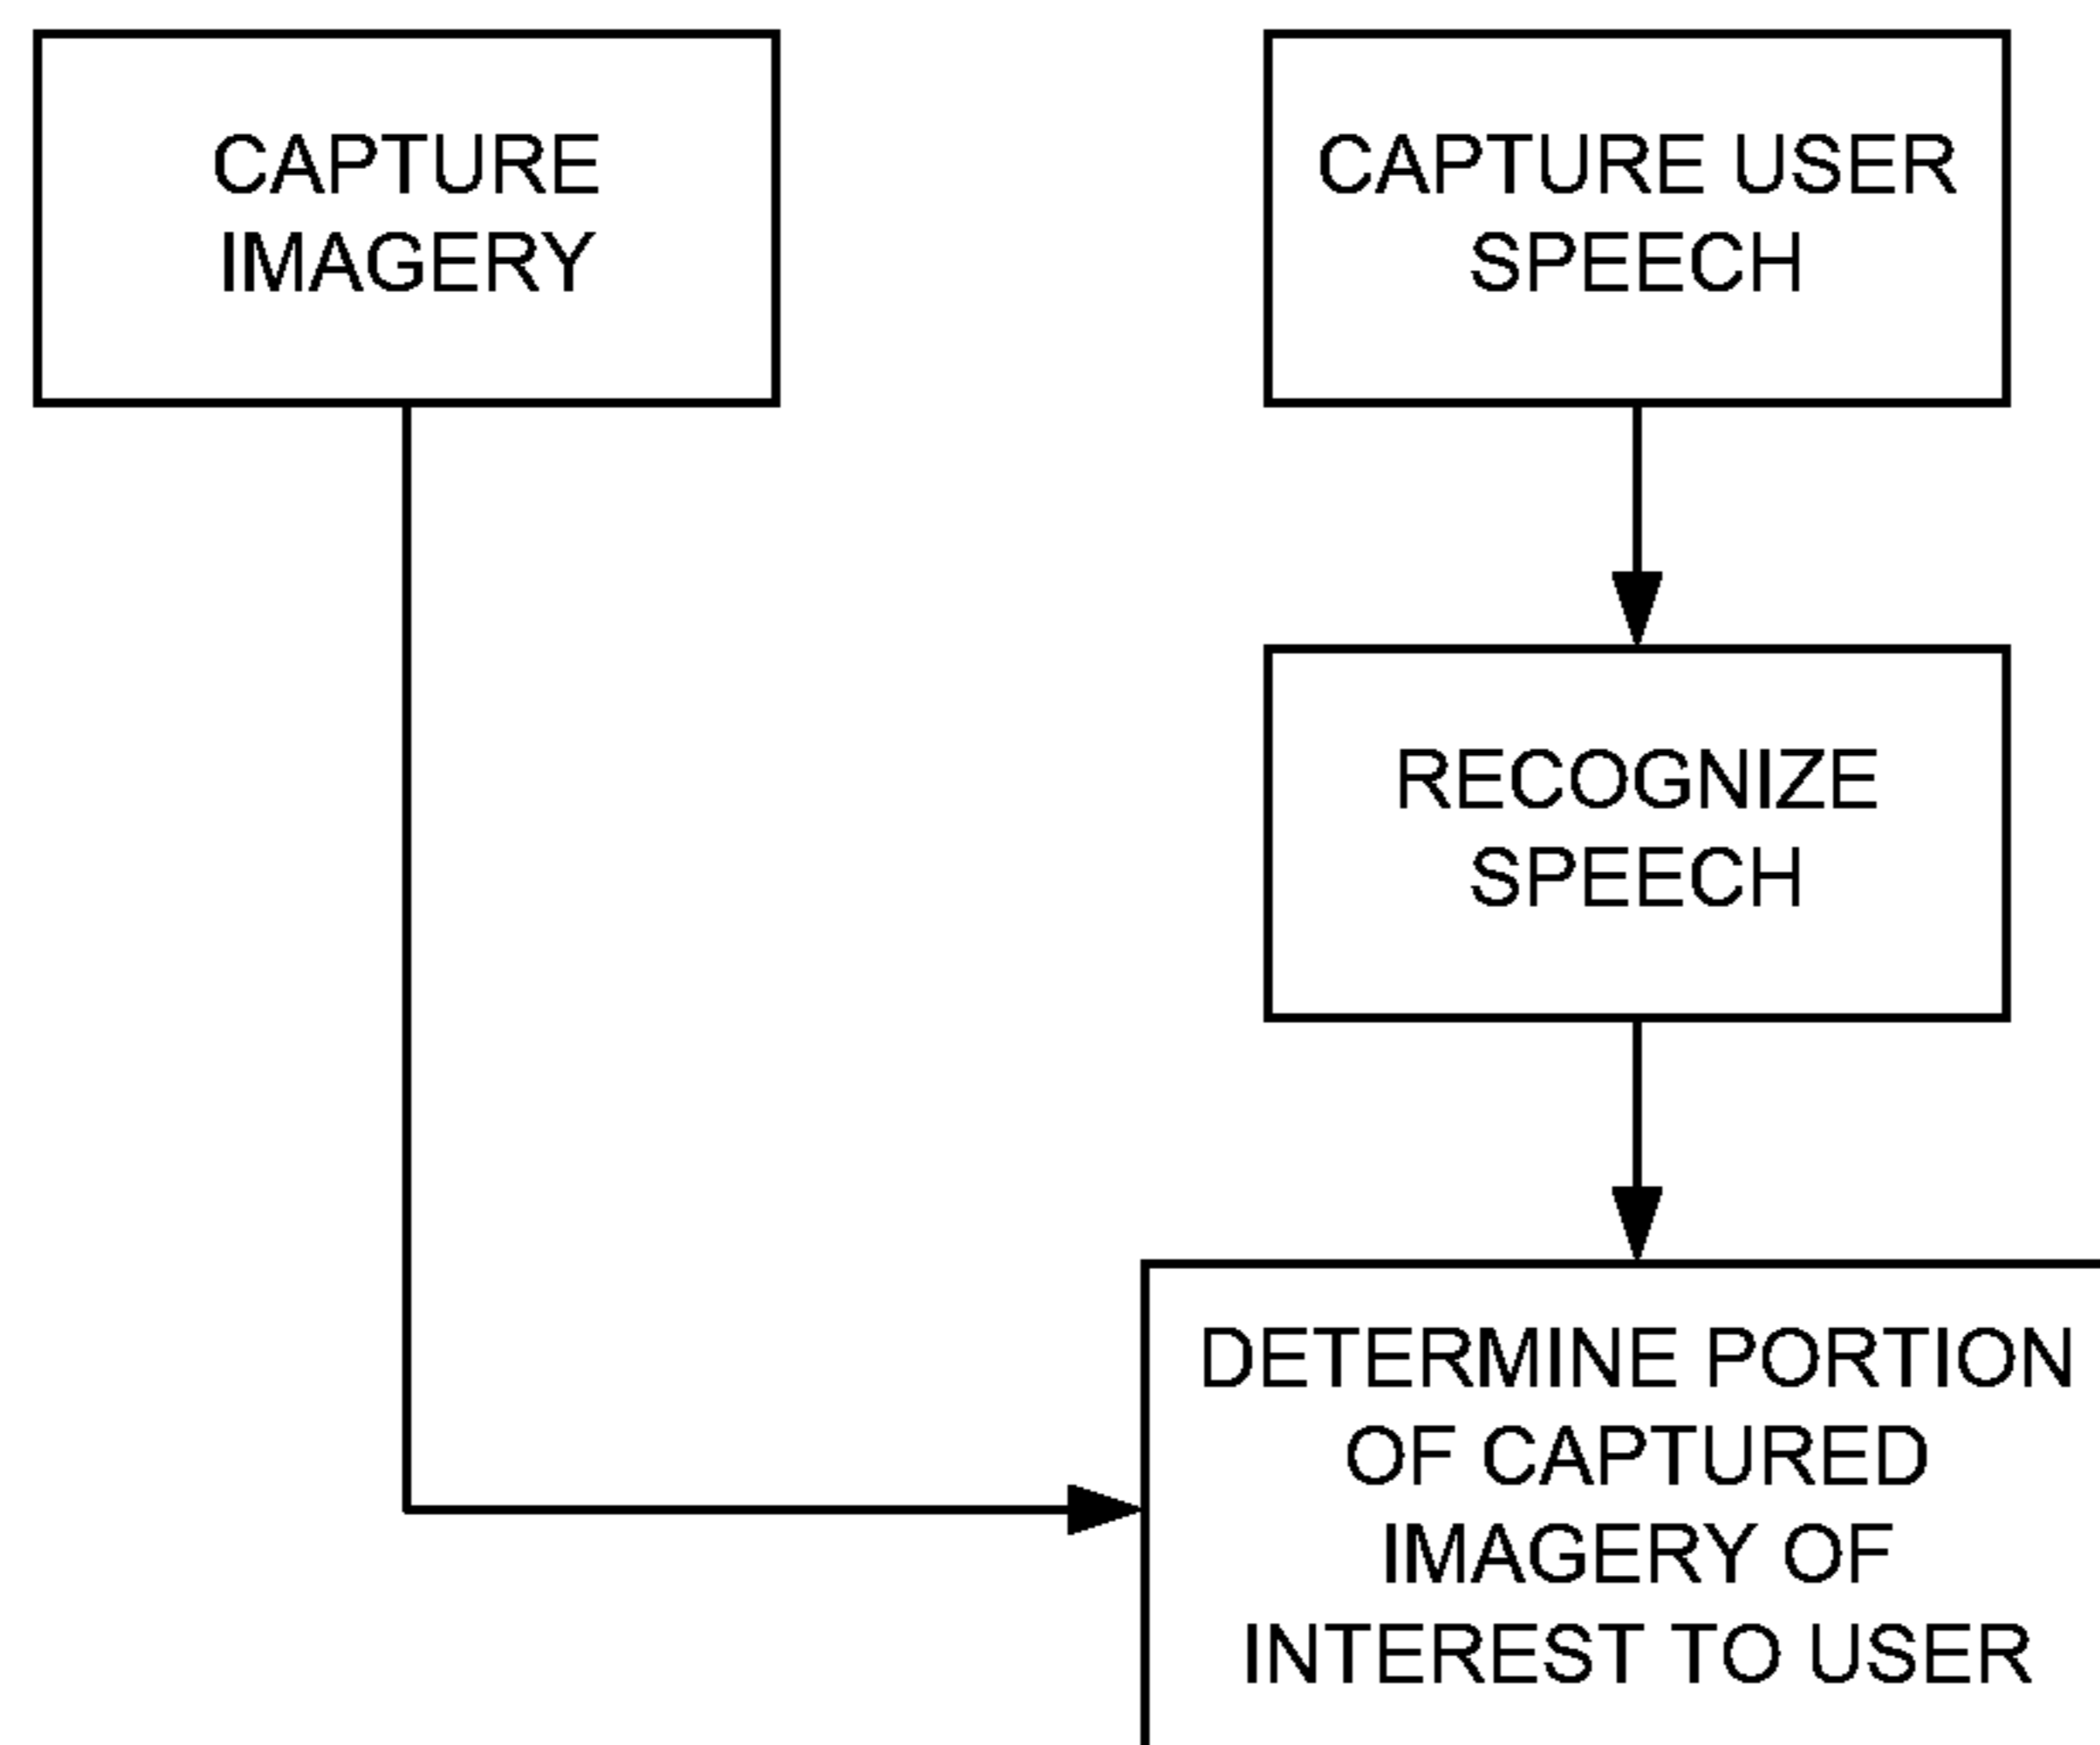 CAPTURE
IMAGERY
CAPTURE USER
SPEECH
RECOGNIZE
SPEECH
DETERMINE PORTION
OF CAPTURED
IMAGERY OF
INTEREST TO USER